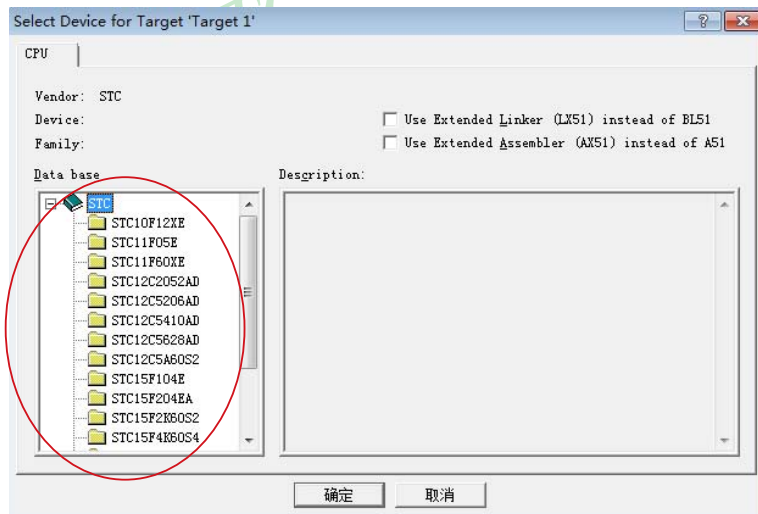 Select Device for Target 'Target 1'
CPU
Vendor: STC
Device:
Use Extended Linker (LX51) instead of BL51
Family:
Use Extended Assembler (AX51) instead of A51
Data base
Description:
STC
STC10F12XE
STC11F05E
STC11F60XE
STC12C2052AD
STC12C5206AD
STC12C5410AD
STC12C5628AD
STC12C5A60S2
STC15F104E
STC15F204EA
STC15F2K60S2
STC15F4K60S4
确定
取消